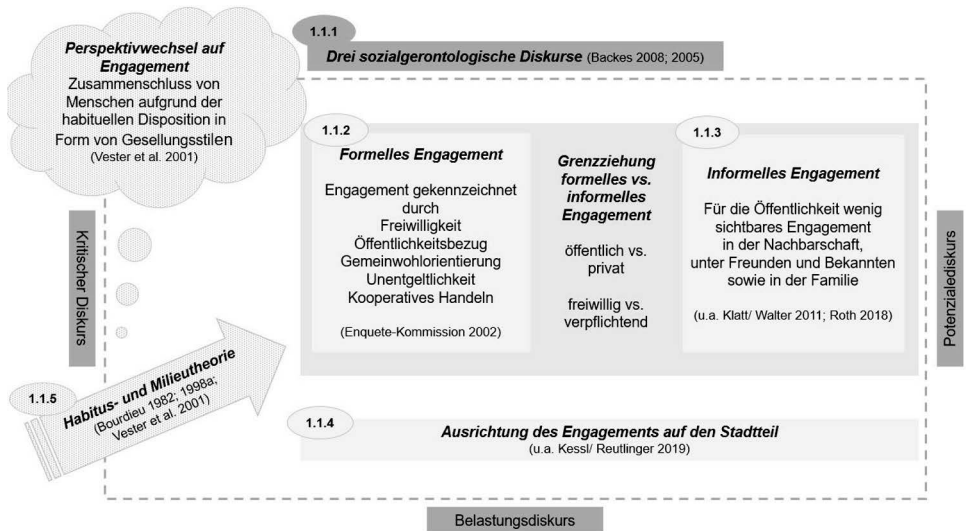 Perspektivwechsel auf
Engagement
Zusammenschluss von
Menschen aufgrund der
habituellen Disposition in
Form von Gesellungsstilen
(Vester et al. 2001)
1.1.1
Drei sozialgerontologische Diskurse (Backes 2008; 2005)
1.1.2
Formelles Engagement
Engagement gekennzeichnet
durch
Freiwilligkeit
Öffentlichkeitsbezug
Gemeinwohlorientierung
Unentgeltlichkeit
Kooperatives Handeln
(Enquete-Kommission 2002)
Grenzziehung
formelles vs.
informelles
Engagement
öffentlich vs.
privat
freiwillig vs.
verpflichtend
1.1.3
Informelles Engagement
Für die Öffentlichkeit wenig
sichtbares Engagement
in der Nachbarschaft,
unter Freunden und Bekannten
sowie in der Familie
(u.a. Klatt/ Walter 2011; Roth 2018)
Kritischer Diskurs
Potenzialediskurs
1.1.5
Habitus- und Milieutheorie
(Bourdieu 1982; 1998a;
Vester et al. 2001)
1.1.4
Ausrichtung des Engagements auf den Stadtteil
(u.a. Kessl/ Reutlinger 2019)
Belastungsdiskurs